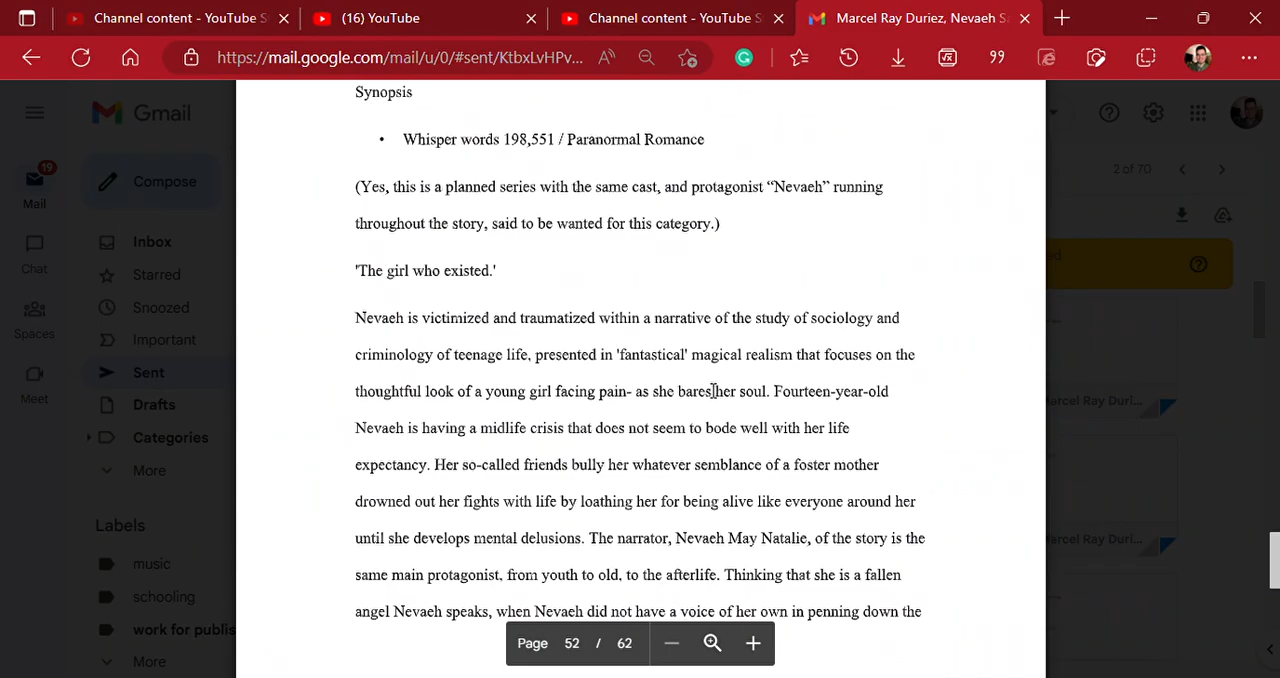 Channel content - YouTube S
(16) YouTube
Channel content - YouTube S
Marcel Ray Duriez, Nevaeh S
https://mail.google.com/mail/u/0/#sent/KtbxLvHPv...
Gmail
2 of 70
Compose
19
Mail
Chat
Spaces
Meet
Inbox
Starred
Snoozed
Important
Sent
Drafts
Categories
More
Labels
music
schooling
work for publis
More
Marcel Ray Duri...
Marcel Ray Duri...
Synopsis
• Whisper words 198,551 / Paranormal Romance
(Yes, this is a planned series with the same cast, and protagonist “Nevaeh” running
throughout the story, said to be wanted for this category.)
'The girl who existed.'
Nevaeh is victimized and traumatized within a narrative of the study of sociology and
criminology of teenage life, presented in 'fantastical' magical realism that focuses on the
thoughtful look of a young girl facing pain- as she bares her soul. Fourteen-year-old
Nevaeh is having a midlife crisis that does not seem to bode well with her life
expectancy. Her so-called friends bully her whatever semblance of a foster mother
drowned out her fights with life by loathing her for being alive like everyone around her
until she develops mental delusions. The narrator, Nevaeh May Natalie, of the story is the
same main protagonist, from youth to old, to the afterlife. Thinking that she is a fallen
angel Nevaeh speaks, when Nevaeh did not have a voice of her own in penning down the
Page 52 / 62